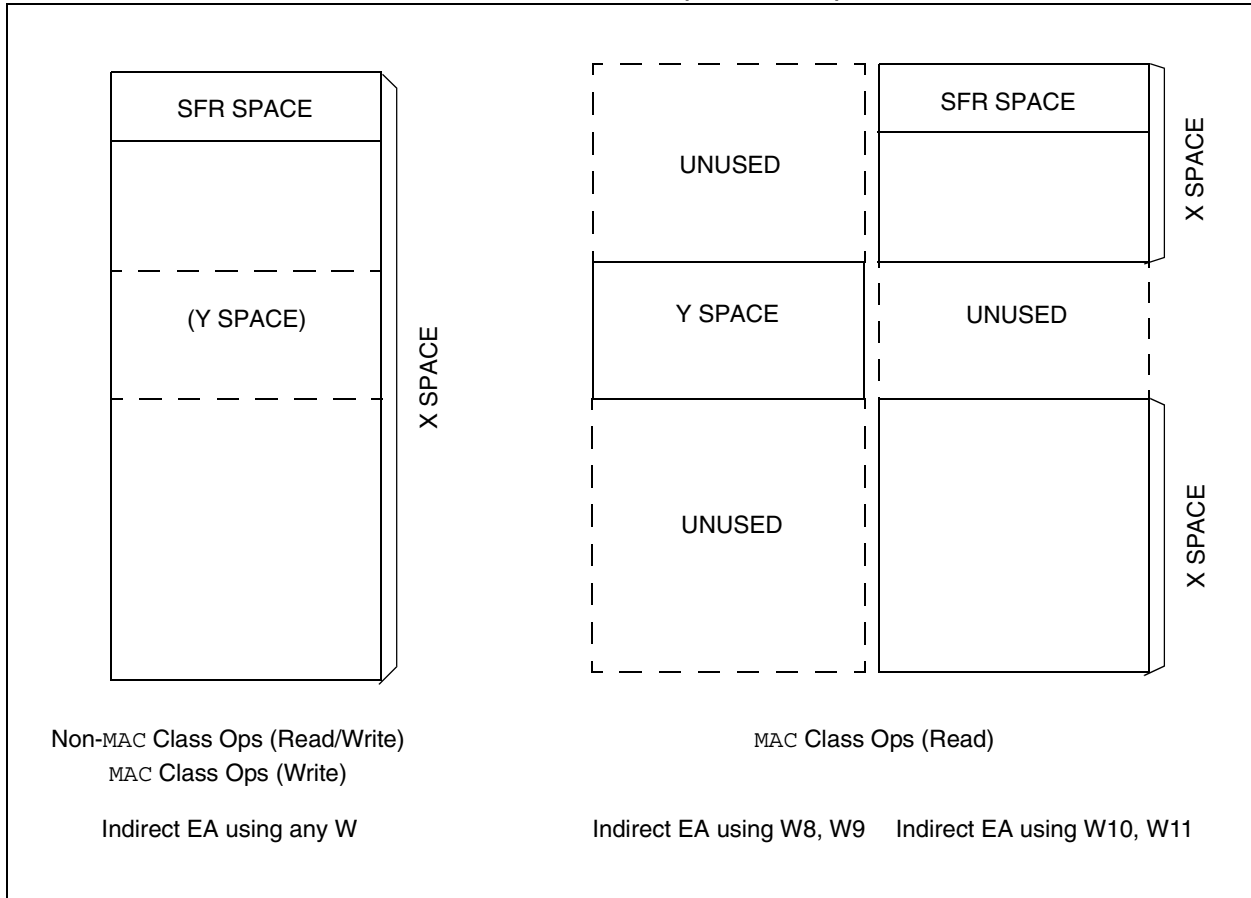 SFR SPACE
(Y SPACE)
X SPACE
Non-MAC Class Ops (Read/Write)
MAC Class Ops (Write)
Indirect EA using any W
UNUSED
Y SPACE
UNUSED
SFR SPACE
UNUSED
X SPACE
X SPACE
MAC Class Ops (Read)
Indirect EA using W8, W9
Indirect EA using W10, W11